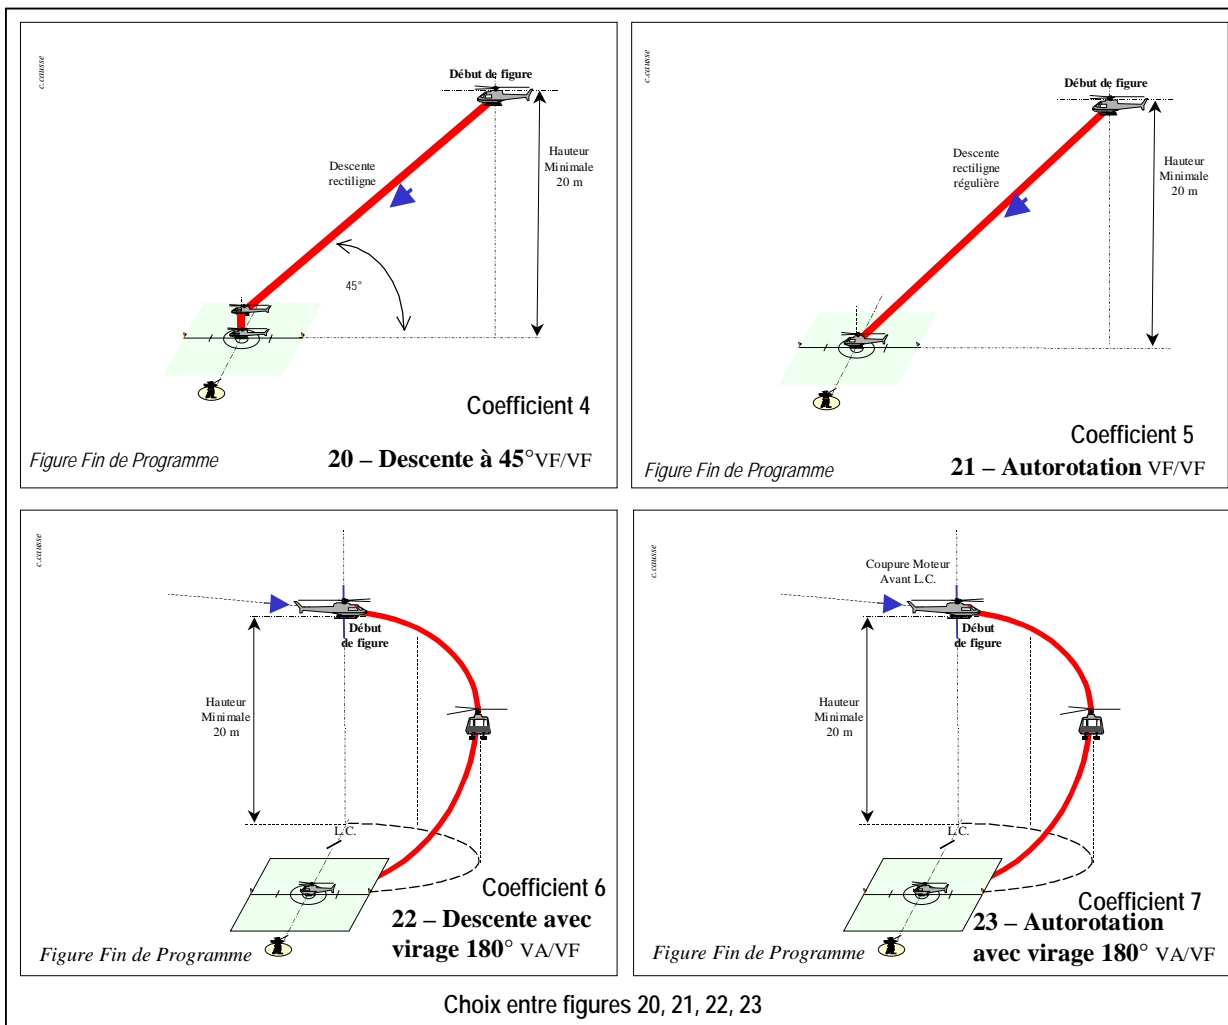 c.causse
Début de figure
Descente
rectiligne
Hauteur
Minimale
20 m
45°
Coefficient 4
Figure Fin de Programme
20 – Descente à 45° VF/VF
c.causse
Début de figure
Descente
rectiligne
régulière
Hauteur
Minimale
20 m
Coefficient 5
Figure Fin de Programme
21 – Autorotation VF/VF
c.causse
Début
de figure
Hauteur
Minimale
20 m
L.C.
Coefficient 6
22 – Descente avec
virage 180° VA/VF
Figure Fin de Programme
c.causse
Coupure Moteur
Avant L.C.
Début
de figure
Hauteur
Minimale
20 m
L.C.
Coefficient 7
23 – Autorotation
avec virage 180° VA/VF
Figure Fin de Programme
Choix entre figures 20, 21, 22, 23